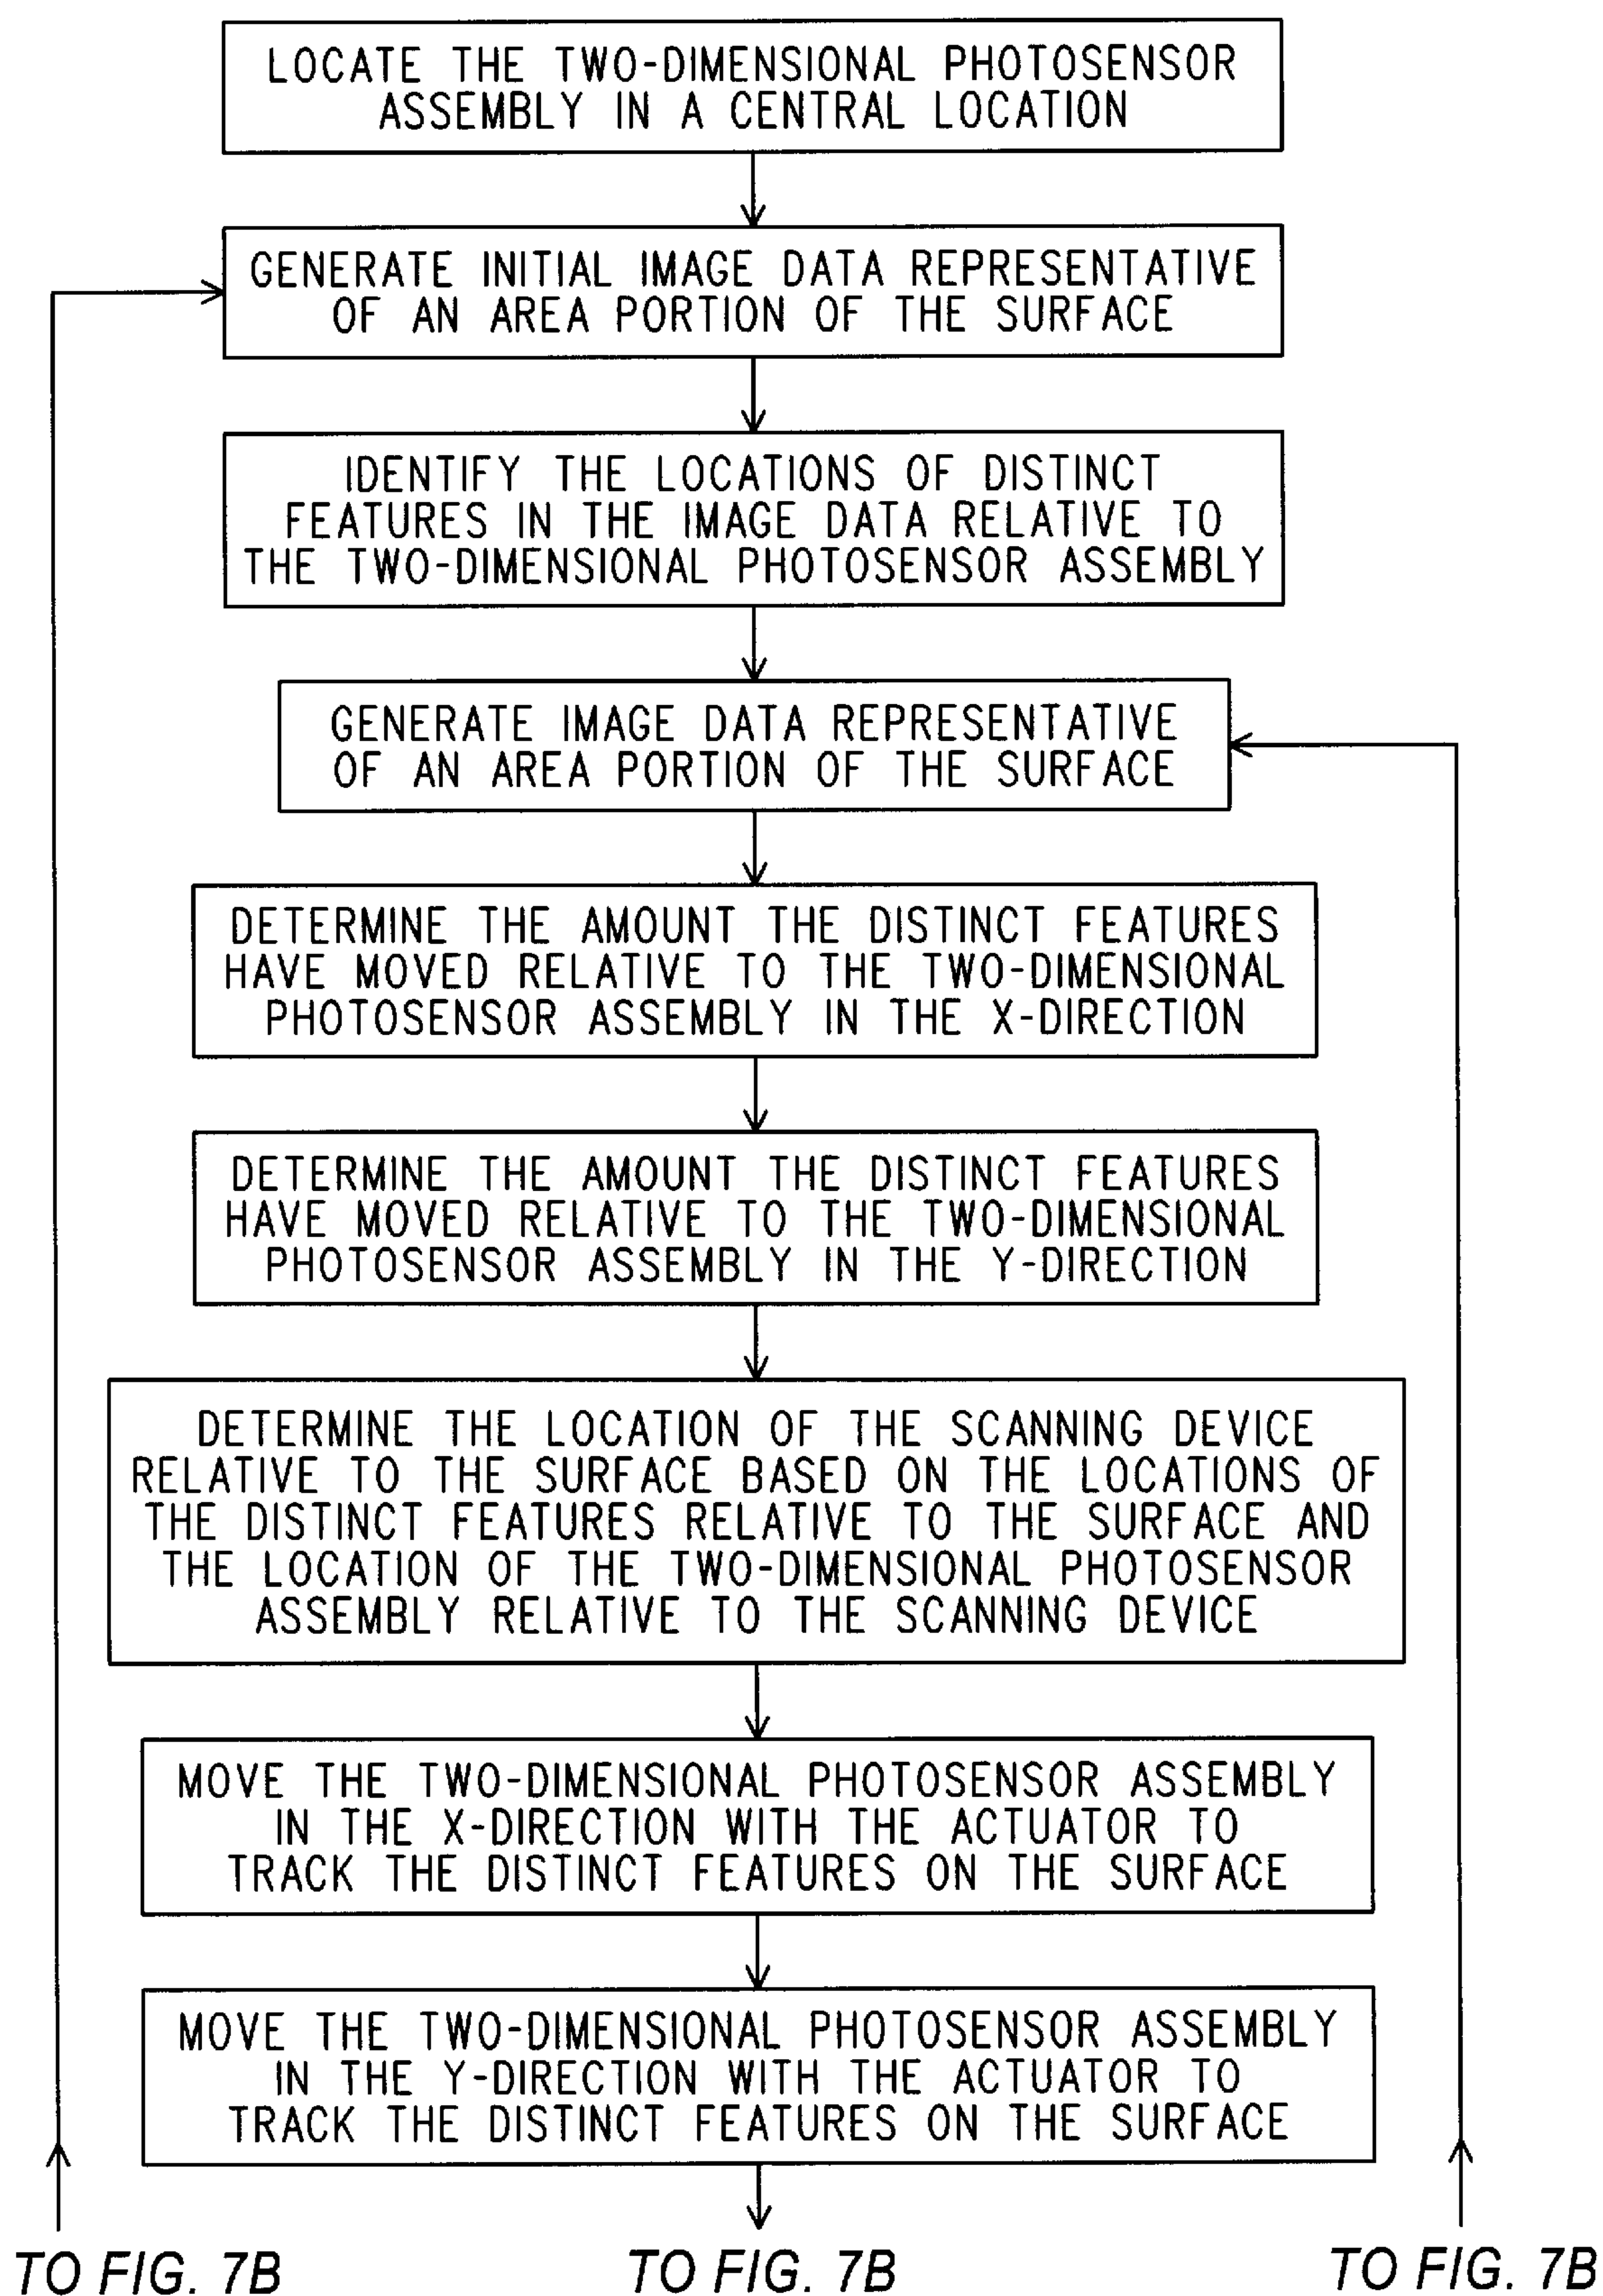 LOCATE THE TWO-DIMENSIONAL PHOTOSENSOR
ASSEMBLY IN A CENTRAL LOCATION
GENERATE INITIAL IMAGE DATA REPRESENTATIVE
OF AN AREA PORTION OF THE SURFACE
IDENTIFY THE LOCATIONS OF DISTINCT
FEATURES IN THE IMAGE DATA RELATIVE TO
THE TWO-DIMENSIONAL PHOTOSENSOR ASSEMBLY
GENERATE IMAGE DATA REPRESENTATIVE
OF AN AREA PORTION OF THE SURFACE
DETERMINE THE AMOUNT THE DISTINCT FEATURES
HAVE MOVED RELATIVE TO THE TWO-DIMENSIONAL
PHOTOSENSOR ASSEMBLY IN THE X-DIRECTION
DETERMINE THE AMOUNT THE DISTINCT FEATURES
HAVE MOVED RELATIVE TO THE TWO-DIMENSIONAL
PHOTOSENSOR ASSEMBLY IN THE Y-DIRECTION
DETERMINE THE LOCATION OF THE SCANNING DEVICE
RELATIVE TO THE SURFACE BASED ON THE LOCATIONS OF
THE DISTINCT FEATURES RELATIVE TO THE SURFACE AND
THE LOCATION OF THE TWO-DIMENSIONAL PHOTOSENSOR
ASSEMBLY RELATIVE TO THE SCANNING DEVICE
MOVE THE TWO-DIMENSIONAL PHOTOSENSOR ASSEMBLY
IN THE X-DIRECTION WITH THE ACTUATOR TO
TRACK THE DISTINCT FEATURES ON THE SURFACE
MOVE THE TWO-DIMENSIONAL PHOTOSENSOR ASSEMBLY
IN THE Y-DIRECTION WITH THE ACTUATOR TO
TRACK THE DISTINCT FEATURES ON THE SURFACE
TO FIG. 7B
TO FIG. 7B
TO FIG. 7B